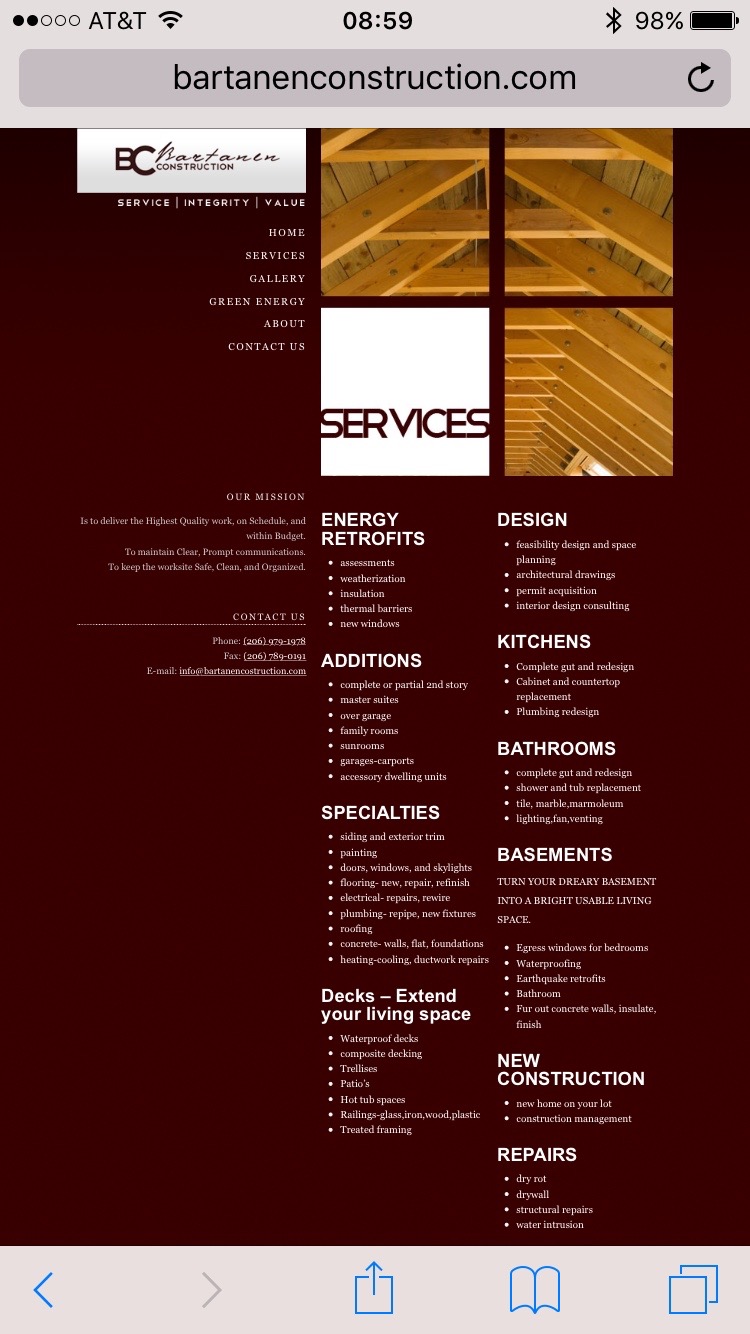 AT&T 08:59 98%
bartanenconstruction.com
BC Bartanen
CONSTRUCTION
SERVICE | INTEGRITY | VALUE
HOME
SERVICES
GALLERY
GREEN ENERGY
ABOUT
CONTACT US
SERVICES
OUR MISSION
Is to deliver the Highest Quality work, on Schedule, and
within Budget.
To maintain Clear, Prompt communications.
To keep the worksite Safe, Clean, and Organized.
CONTACT US
Phone: (206) 979-1978
Fax: (206) 789-0191
E-mail: info@bartanencostruction.com
ENERGY
RETROFITS
• assessments
• weatherization
• insulation
• thermal barriers
• new windows
ADDITIONS
• complete or partial 2nd story
• master suites
• over garage
• family rooms
• sunrooms
• garages-carports
• accessory dwelling units
SPECIALTIES
• siding and exterior trim
• painting
• doors, windows, and skylights
• flooring- new, repair, refinish
• electrical- repairs, rewire
• plumbing- repipe, new fixtures
• roofing
• concrete- walls, flat, foundations
• heating-cooling, ductwork repairs
Decks – Extend
your living space
• Waterproof decks
• composite decking
• Trellises
• Patio's
• Hot tub spaces
• Railings-glass,iron,wood,plastic
• Treated framing
DESIGN
• feasibility design and space
planning
• architectural drawings
• permit acquisition
• interior design consulting
KITCHENS
• Complete gut and redesign
• Cabinet and countertop
replacement
• Plumbing redesign
BATHROOMS
• complete gut and redesign
• shower and tub replacement
• tile, marble,marmoleum
• lighting,fan,venting
BASEMENTS
TURN YOUR DREARY BASEMENT
INTO A BRIGHT USABLE LIVING
SPACE.
• Egress windows for bedrooms
• Waterproofing
• Earthquake retrofits
• Bathroom
• Fur out concrete walls, insulate,
finish
NEW
CONSTRUCTION
• new home on your lot
• construction management
REPAIRS
• dry rot
• drywall
• structural repairs
• water intrusion